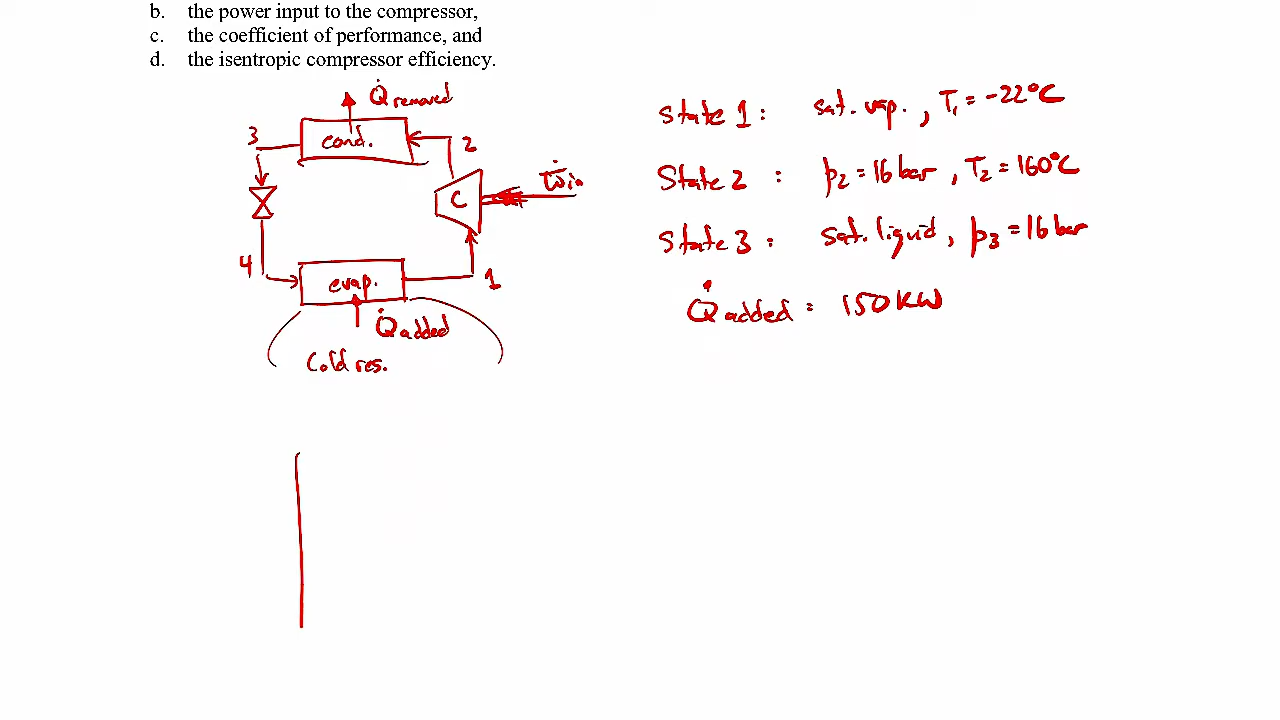 b. the power input to the compressor,
c. the coefficient of performance, and
d. the isentropic compressor efficiency.
Q̇ removed
3
cond.
2
C
Ẇin
4
evap.
1
Q̇ added
Cold res.
State 1: sat. vap., T₁ = -22°C
State 2: p₂ = 16 bar, T₂ = 160°C
State 3: sat. liquid, p₃ = 16 bar
Q̇ added = 150 kW